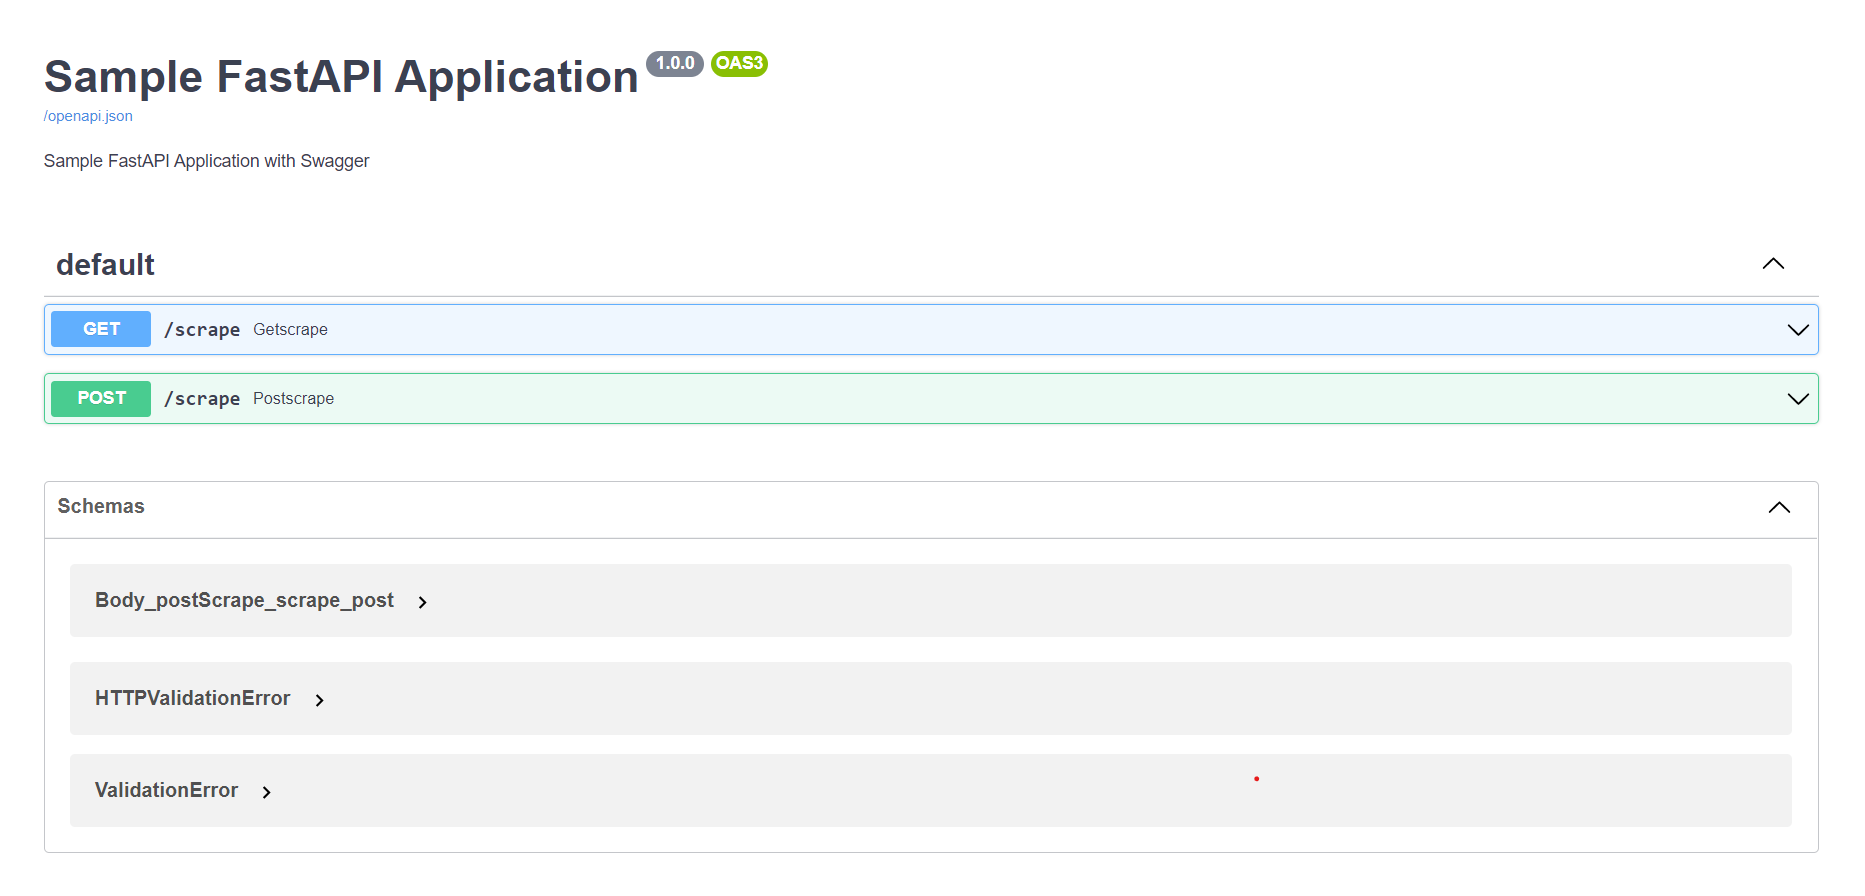 Sample FastAPI Application 1.0.0 OAS3
/openapi.json
Sample FastAPI Application with Swagger
default
GET /scrape Getscrape
POST /scrape Postscrape
Schemas
Body_postScrape_scrape_post
HTTPValidationError
ValidationError